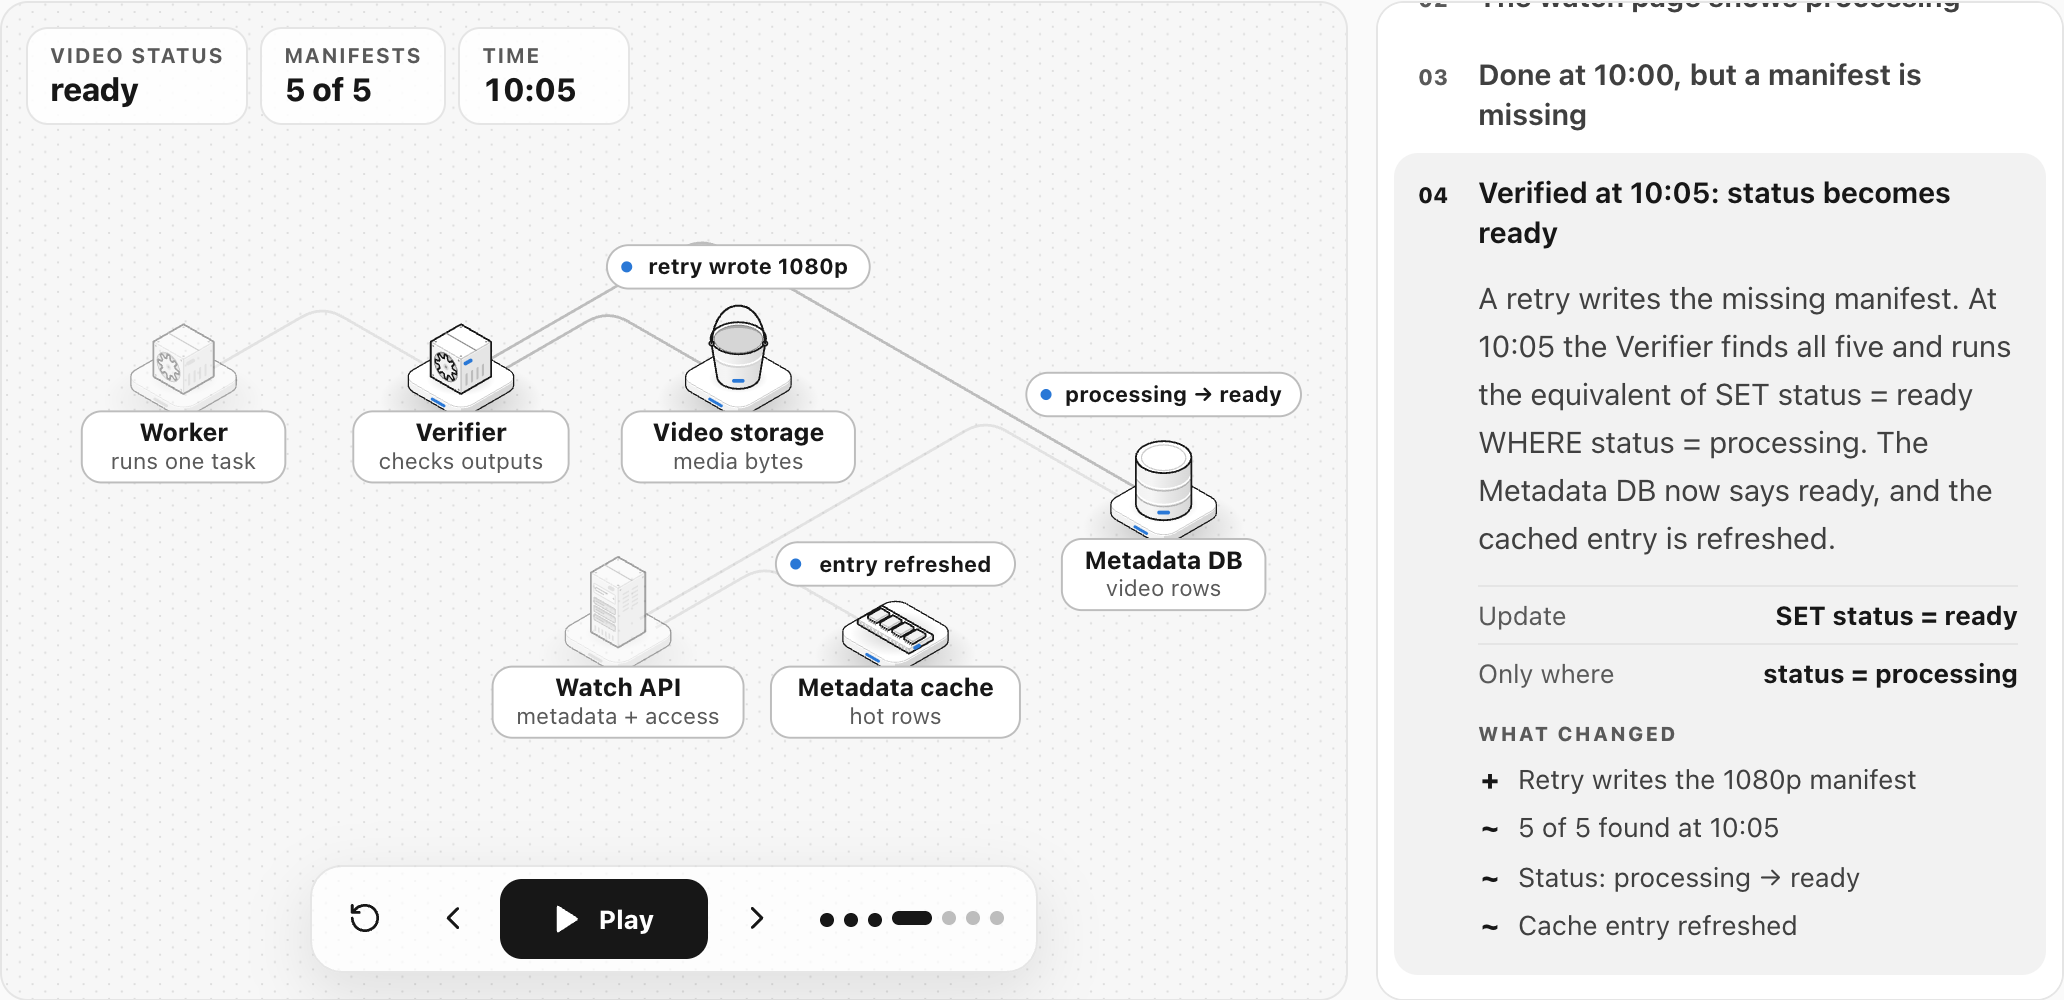 VIDEO STATUS
ready
MANIFESTS
5 of 5
TIME
10:05
retry wrote 1080p
processing → ready
Worker
runs one task
Verifier
checks outputs
Video storage
media bytes
Metadata DB
video rows
entry refreshed
Watch API
metadata + access
Metadata cache
hot rows
Play
02 The watch page shows processing
03 Done at 10:00, but a manifest is
missing
04 Verified at 10:05: status becomes
ready
A retry writes the missing manifest. At
10:05 the Verifier finds all five and runs
the equivalent of SET status = ready
WHERE status = processing. The
Metadata DB now says ready, and the
cached entry is refreshed.
Update SET status = ready
Only where status = processing
WHAT CHANGED
+ Retry writes the 1080p manifest
~ 5 of 5 found at 10:05
~ Status: processing → ready
~ Cache entry refreshed